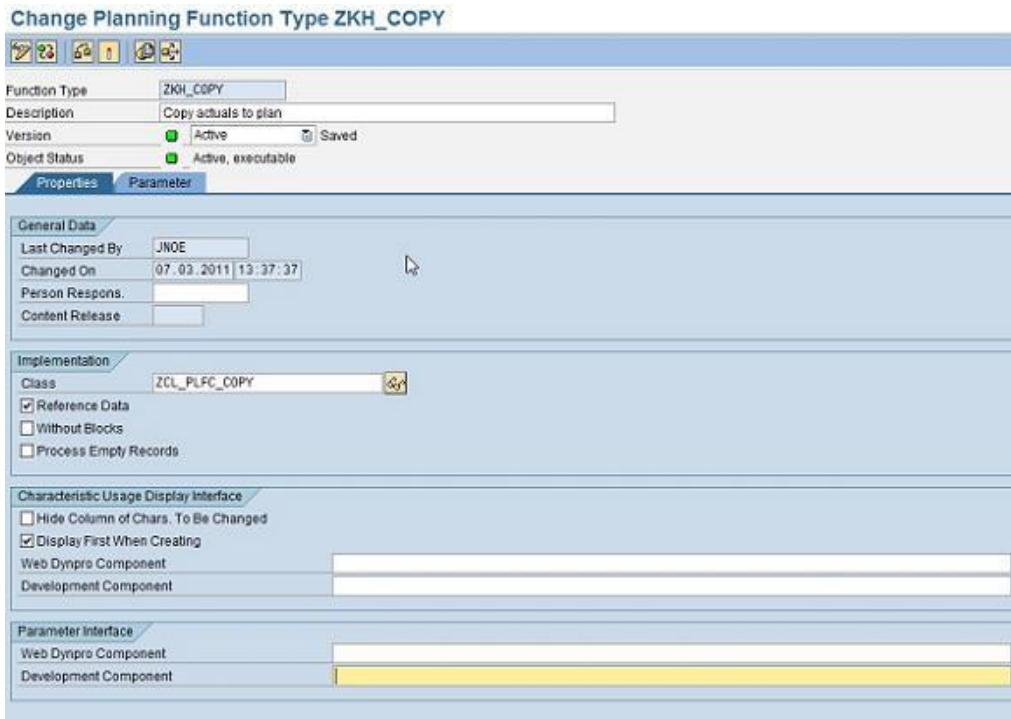 Change Planning Function Type ZKH_COPY
Function Type ZKH_COPY
Description Copy actuals to plan
Version Active Saved
Object Status Active, executable
Properties Parameter
General Data
Last Changed By JNOE
Changed On 07.03.2011 13:37:37
Person Respons.
Content Release
Implementation
Class ZCL_PLFC_COPY
Reference Data
Without Blocks
Process Empty Records
Characteristic Usage Display Interface
Hide Column of Chars. To Be Changed
Display First When Creating
Web Dynpro Component
Development Component
Parameter Interface
Web Dynpro Component
Development Component